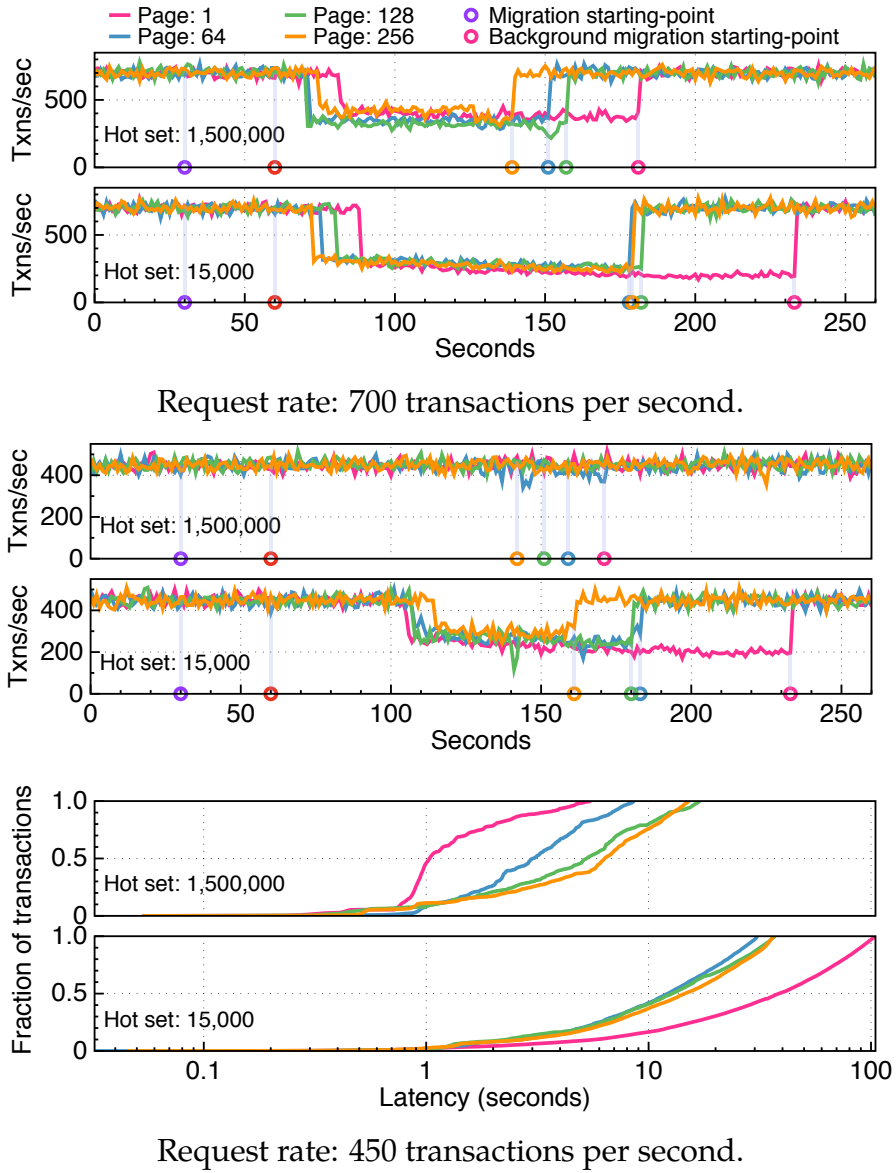 Page: 1 Page: 128 Migration starting-point
Page: 64 Page: 256 Background migration starting-point
Txns/sec
500
0
Hot set: 1,500,000
Txns/sec
500
0
Hot set: 15,000
0 50 100 150 200 250
Seconds
Request rate: 700 transactions per second.
Txns/sec
400
200
0
Hot set: 1,500,000
Txns/sec
400
200
0
Hot set: 15,000
0 50 100 150 200 250
Seconds
Fraction of transactions
1.0
0.5
0
Hot set: 1,500,000
1.0
0.5
0
Hot set: 15,000
0.1 1 10 100
Latency (seconds)
Request rate: 450 transactions per second.